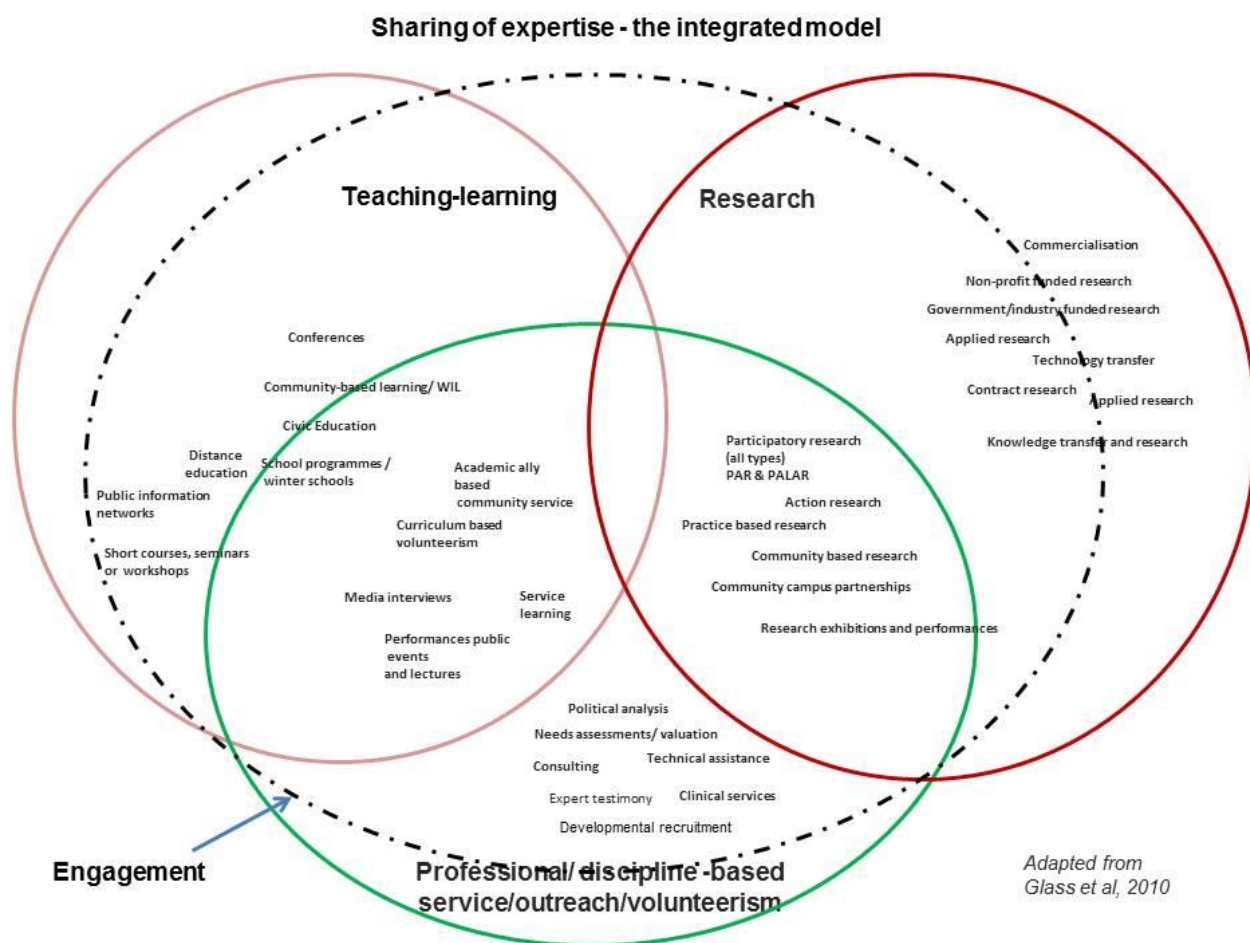 Sharing of expertise - the integrated model
Teaching-learning
Research
Commercialisation
Non-profit funded research
Government/industry funded research
Applied research
Technology transfer
Contract research
Applied research
Knowledge transfer and research
Conferences
Community-based learning/ WIL
Civic Education
Distance
education
School programmes /
winter schools
Public information
networks
Short courses, seminars
or workshops
Academic ally
based
community service
Curriculum based
volunteerism
Media interviews
Service
learning
Performances public
events
and lectures
Participatory research
(all types)
PAR & PALAR
Action research
Practice based research
Community based research
Community campus partnerships
Research exhibitions and performances
Political analysis
Needs assessments/ valuation
Consulting
Technical assistance
Expert testimony
Clinical services
Developmental recruitment
Engagement
Professional/discipline-based
service/outreach/volunteerism
Adapted from
Glass et al, 2010